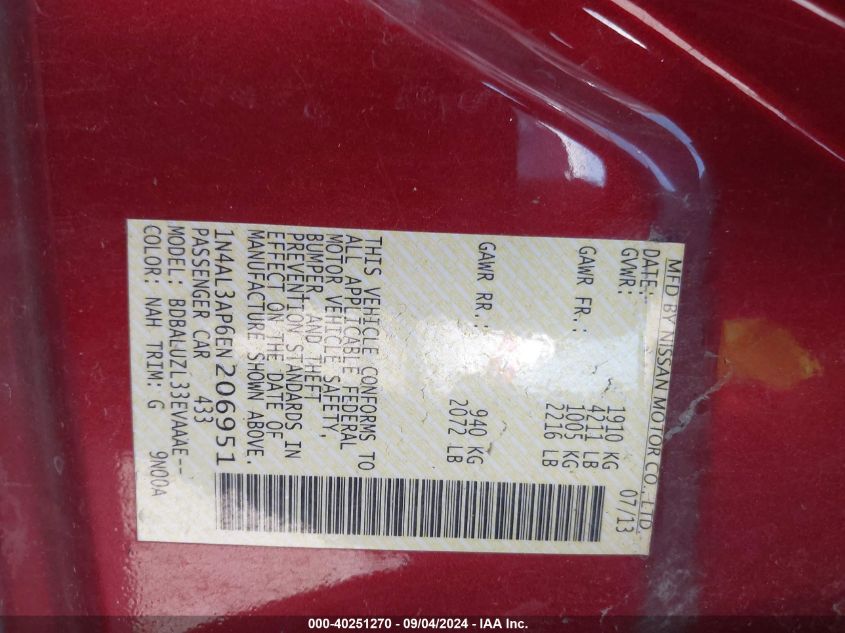 MFD BY NISSAN MOTOR CO., LTD.
DATE: 07/13
GVWR: 1910 KG
4211 LB
GAWR FR.: 1005 KG
2216 LB
GAWR RR.: 940 KG
2072 LB
THIS VEHICLE CONFORMS TO
ALL APPLICABLE FEDERAL
MOTOR VEHICLE SAFETY,
BUMPER AND THEFT
PREVENTION STANDARDS IN
EFFECT ON THE DATE OF
MANUFACTURE SHOWN ABOVE.
1N4AL3AP6EN206951
PASSENGER CAR 433
MODEL: BDBALUZL33EVAAAE--
COLOR: NAH TRIM: G 9N00A
000-40251270 - 09/04/2024 - IAA Inc.